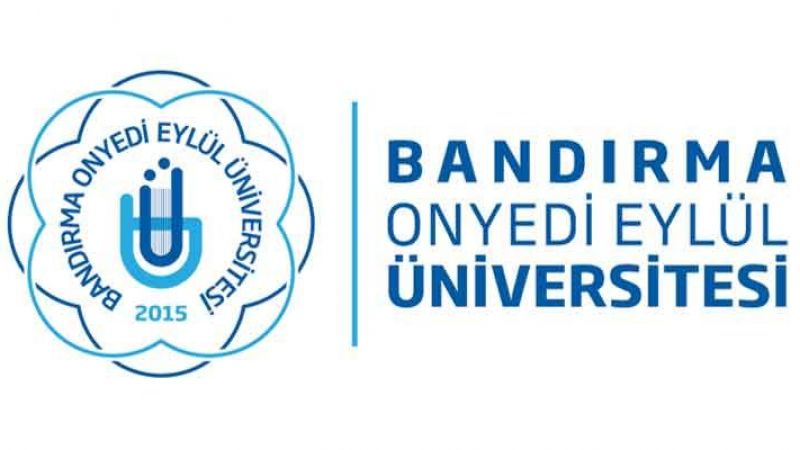 BANDIRMA ONYEDİ EYLÜL ÜNİVERSİTESİ
2015
BANDIRMA
ONYEDİ EYLÜL
ÜNİVERSİTESİ